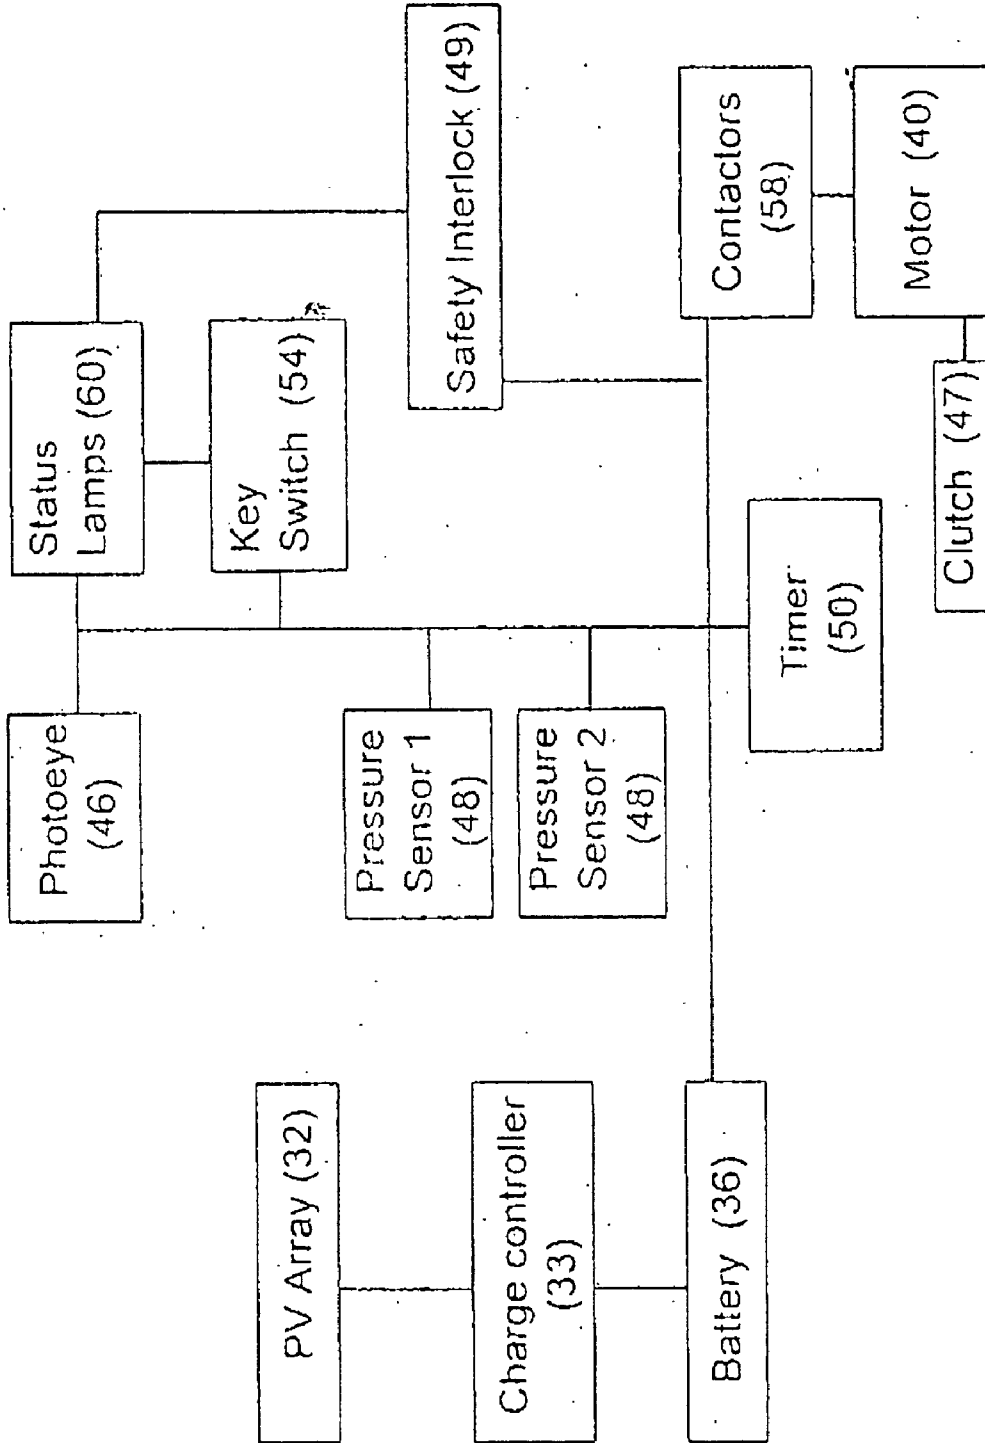 PV Array (32)
Charge controller
(33)
Battery (36)
Photoeye
(46)
Pressure
Sensor 1
(48)
Pressure
Sensor 2
(48)
Timer
(50)
Status
Lamps (60)
Key
Switch (54)
Safety Interlock (49)
Contactors
(58)
Motor (40)
Clutch (47)